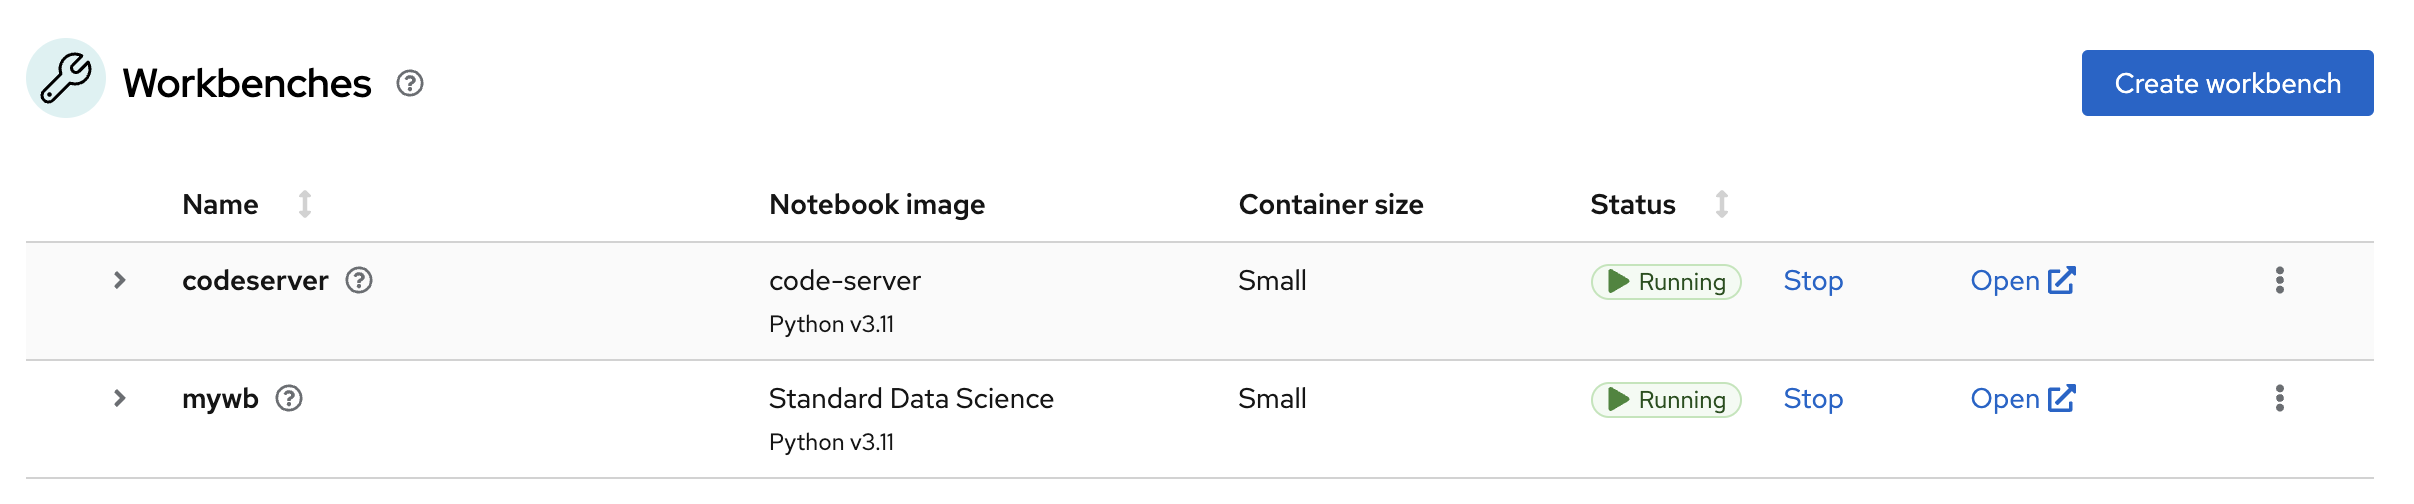 Workbenches
Create workbench
Name Notebook image Container size Status
codeserver code-server Small Running Stop Open
Python v3.11
mywb Standard Data Science Small Running Stop Open
Python v3.11